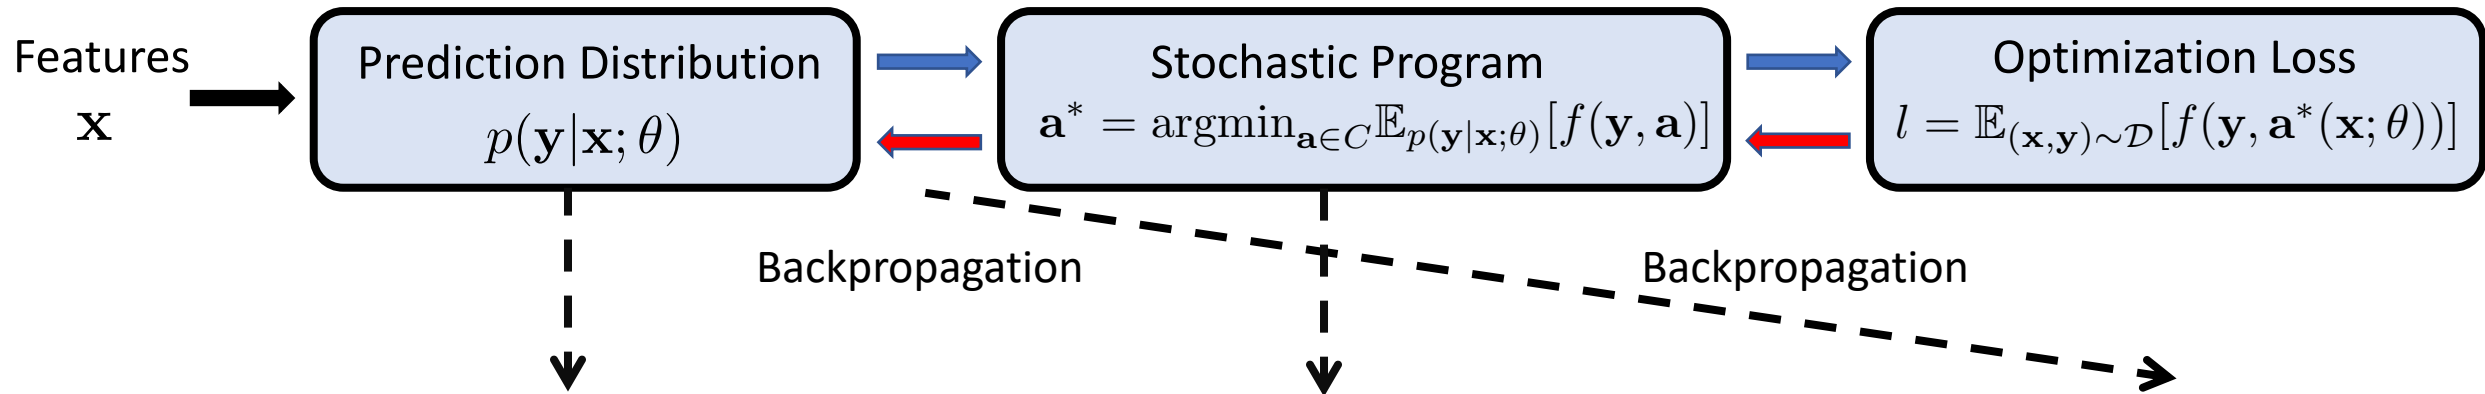 Features
𝐱
Prediction Distribution
p(𝐲|𝐱; θ)
Stochastic Program
𝐚* = argmin_{𝐚∈C} 𝔼_{p(𝐲|𝐱;θ)}[f(𝐲, 𝐚)]
Optimization Loss
l = 𝔼_{(𝐱,𝐲)∼𝒟}[f(𝐲, 𝐚*(𝐱; θ))]
Backpropagation
Backpropagation